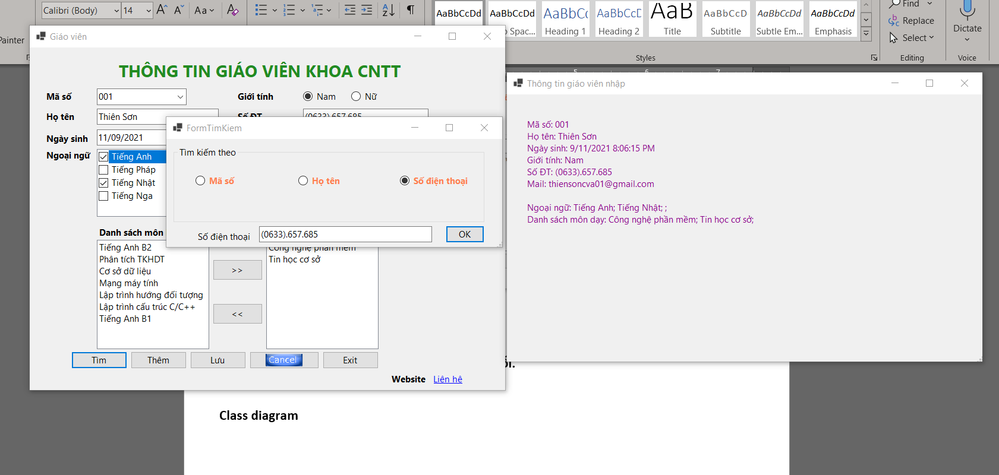 Calibri (Body)
14
Aa
Painter
AaBbCcDd
AaBbCcDd
AaBbCc
AaBbCcD
AaB
AaBbCcD
AaBbCcDd
AaBbCcDd
Spac...
Heading 1
Heading 2
Title
Subtitle
Subtle Em...
Emphasis
Styles
Find
Replace
Select
Editing
Dictate
Voice
Giáo viên
THÔNG TIN GIÁO VIÊN KHOA CNTT
Mã số
001
Giới tính
Nam
Nữ
Họ tên
Thiên Sơn
Số ĐT
(0633).657.685
Ngày sinh
11/09/2021
Ngoại ngữ
Tiếng Anh
Tiếng Pháp
Tiếng Nhật
Tiếng Nga
FormTimKiem
Tìm kiếm theo
Mã số
Họ tên
Số điện thoại
Số điện thoại
(0633).657.685
OK
Danh sách môn
Tiếng Anh B2
Phân tích TKHDT
Cơ sở dữ liệu
Mạng máy tính
Lập trình hướng đối tượng
Lập trình cấu trúc C/C++
Tiếng Anh B1
>>
<<
Công nghệ phần mềm
Tin học cơ sở
Tìm
Thêm
Lưu
Cancel
Exit
Website
Liên hê
5
6
7
Thông tin giáo viên nhập
Mã số: 001
Họ tên: Thiên Sơn
Ngày sinh: 9/11/2021 8:06:15 PM
Giới tính: Nam
Số ĐT: (0633).657.685
Mail: thiensoncva01@gmail.com
Ngoại ngữ: Tiếng Anh; Tiếng Nhật; ;
Danh sách môn dạy: Công nghệ phần mềm; Tin học cơ sở;
Class diagram